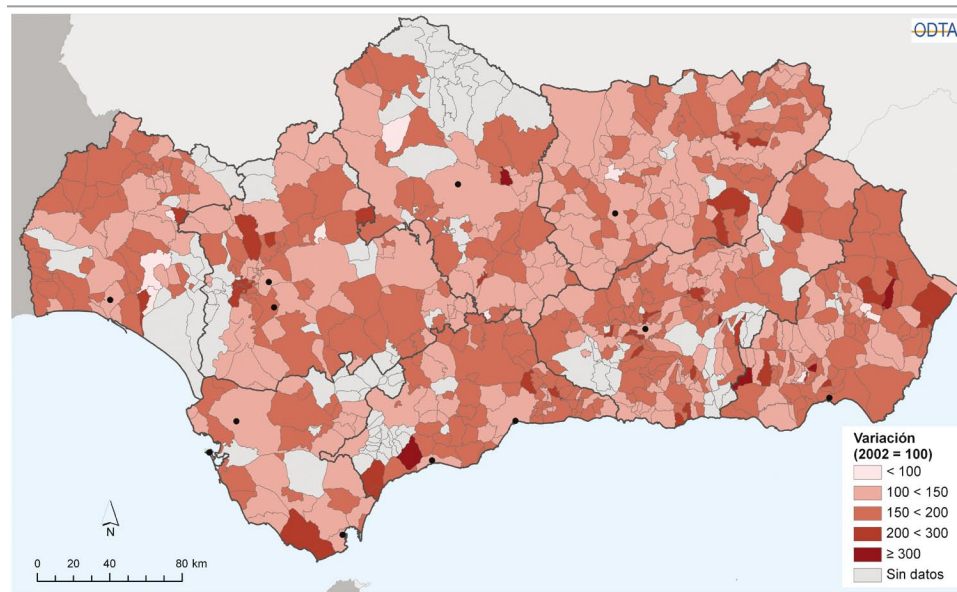 ODTA
Variación
(2002 = 100)
< 100
100 < 150
150 < 200
200 < 300
≥ 300
Sin datos
N
0 20 40 80 km